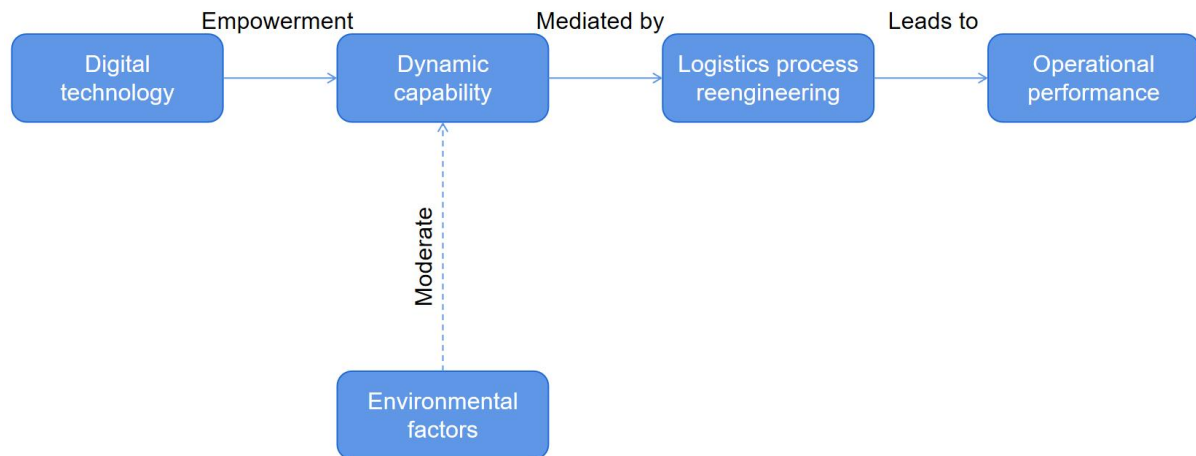 Empowerment
Mediated by
Leads to
Digital
technology
Dynamic
capability
Logistics process
reengineering
Operational
performance
Moderate
Environmental
factors